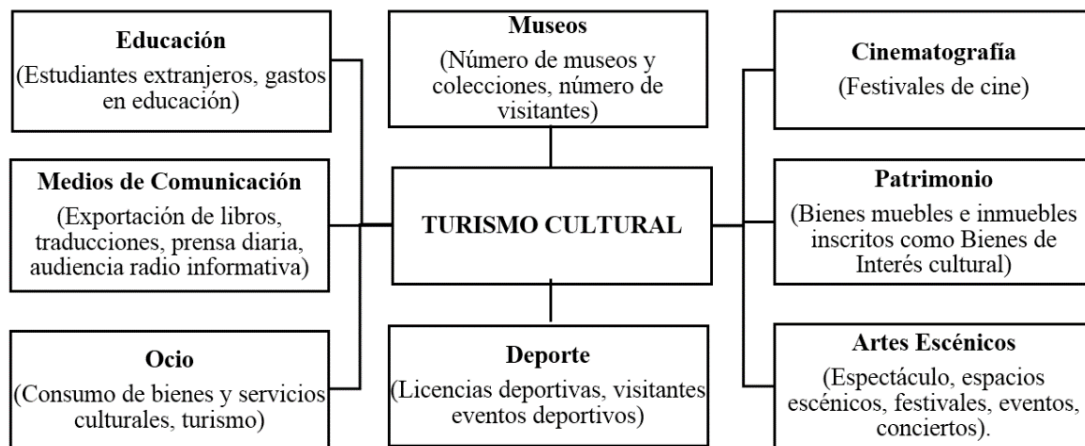 Educación
(Estudiantes extranjeros, gastos
en educación)
Museos
(Número de museos y
colecciones, número de
visitantes)
Cinematografía
(Festivales de cine)
Medios de Comunicación
(Exportación de libros,
traducciones, prensa diaria,
audiencia radio informativa)
TURISMO CULTURAL
Patrimonio
(Bienes muebles e inmuebles
inscritos como Bienes de
Interés cultural)
Ocio
(Consumo de bienes y servicios
culturales, turismo)
Deporte
(Licencias deportivas, visitantes
eventos deportivos)
Artes Escénicos
(Espectáculo, espacios
escénicos, festivales, eventos,
conciertos).